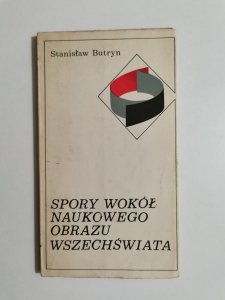 Stanisław Butryn
SPORY WOKÓŁ
NAUKOWEGO
OBRAZU
WSZECHŚWIATA